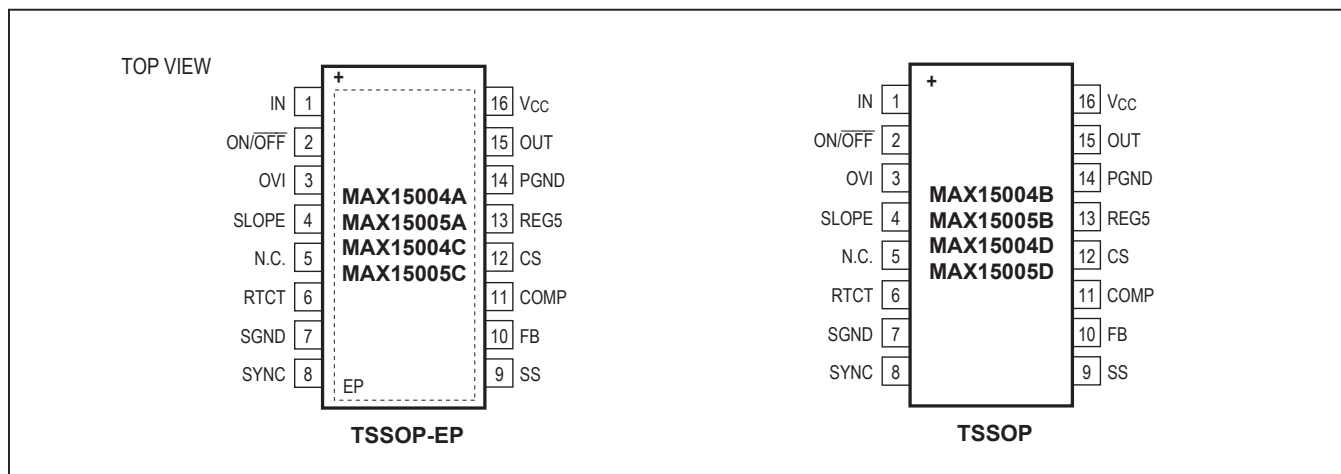 TOP VIEW
+
IN 1
ON/OFF 2
OVI 3
SLOPE 4
N.C. 5
RTCT 6
SGND 7
SYNC 8
16 VCC
15 OUT
14 PGND
13 REG5
12 CS
11 COMP
10 FB
9 SS
MAX15004A
MAX15005A
MAX15004C
MAX15005C
EP
TSSOP-EP
+
IN 1
ON/OFF 2
OVI 3
SLOPE 4
N.C. 5
RTCT 6
SGND 7
SYNC 8
16 VCC
15 OUT
14 PGND
13 REG5
12 CS
11 COMP
10 FB
9 SS
MAX15004B
MAX15005B
MAX15004D
MAX15005D
TSSOP